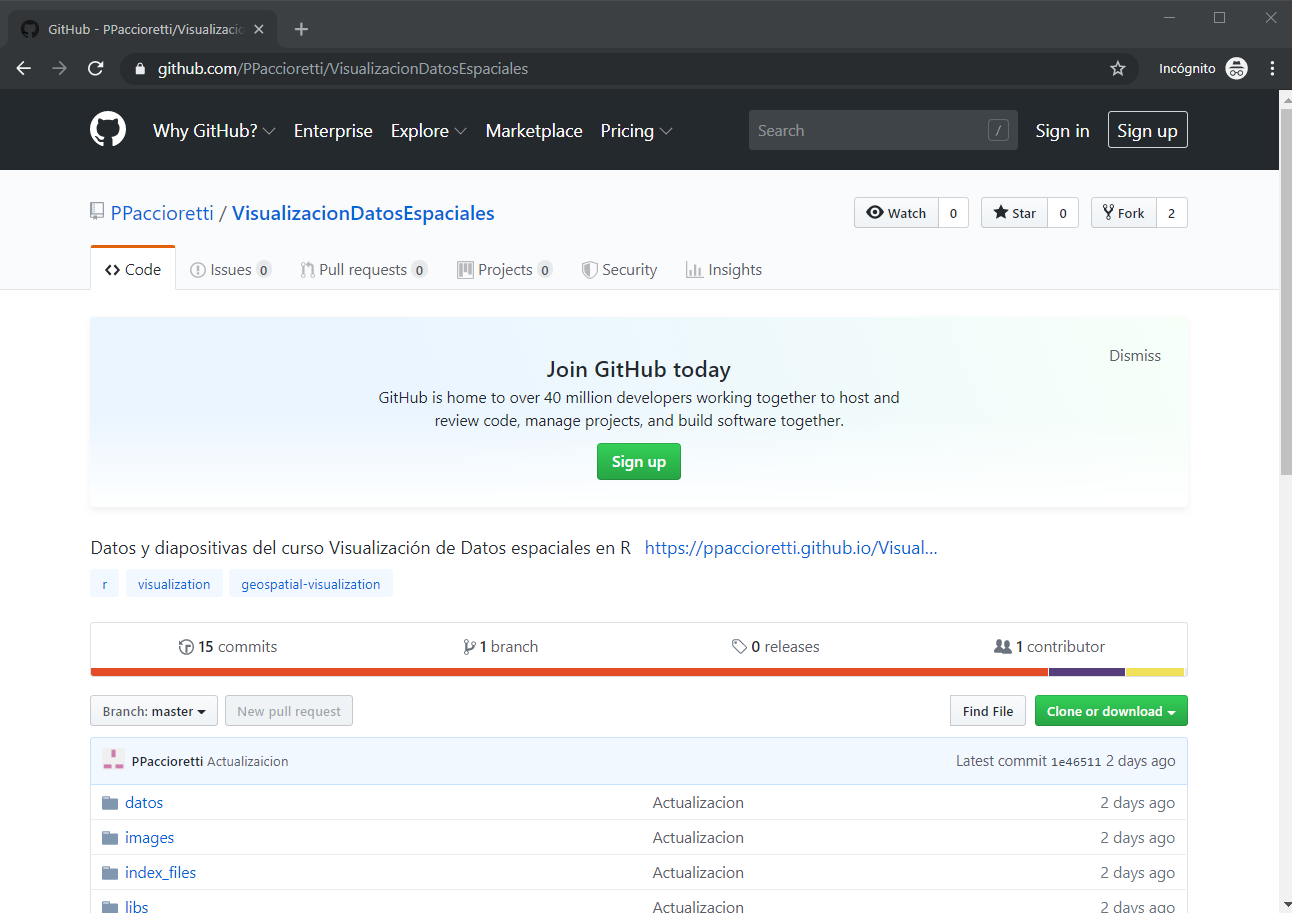 GitHub - PPaccioretti/Visualizacic
github.com/PPaccioretti/VisualizacionDatosEspaciales
Incógnito
Why GitHub? Enterprise Explore Marketplace Pricing
Search /
Sign in Sign up
PPaccioretti / VisualizacionDatosEspaciales
Watch 0 Star 0 Fork 2
Code Issues 0 Pull requests 0 Projects 0 Security Insights
Dismiss
Join GitHub today
GitHub is home to over 40 million developers working together to host and
review code, manage projects, and build software together.
Sign up
Datos y diapositivas del curso Visualización de Datos espaciales en R https://ppaccioretti.github.io/Visual...
r visualization geospatial-visualization
15 commits 1 branch 0 releases 1 contributor
Branch: master New pull request Find File Clone or download
PPaccioretti Actualizaicion Latest commit 1e46511 2 days ago
datos Actualizacion 2 days ago
images Actualizacion 2 days ago
index_files Actualizacion 2 days ago
libs Actualizacion 2 days ago